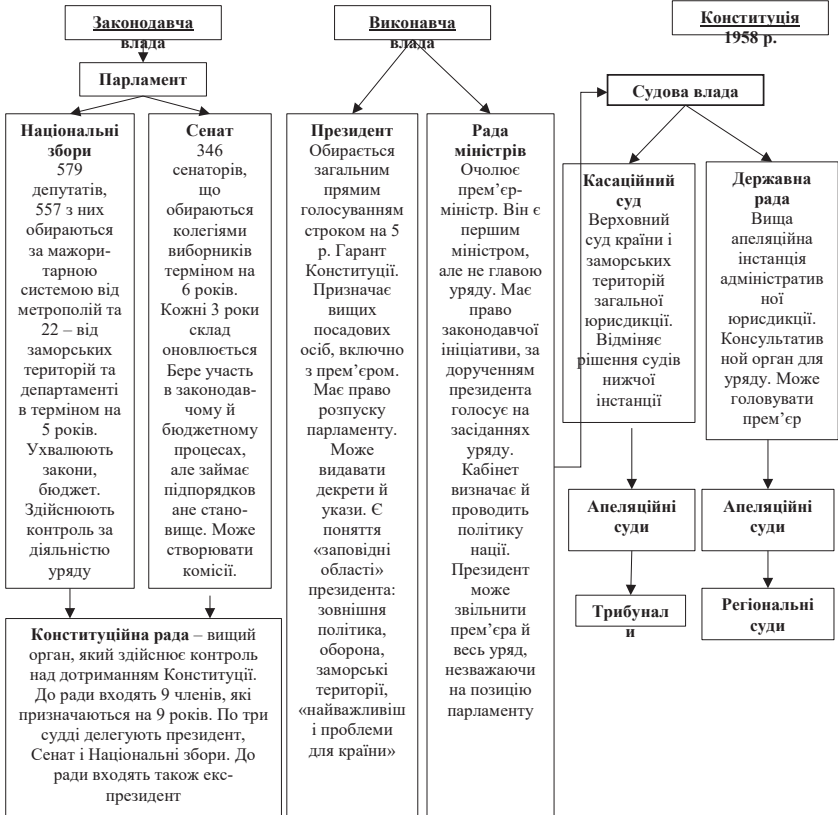 Законодавча
влада
Виконавча
влада
Конституція
1958 р.
Парламент
Судова влада
Національні
збори
579
депутатів,
557 з них
обираються
за мажори-
тарною
системою від
метрополій та
22 – від
заморських
територій та
департаменті
в терміном на
5 років.
Ухвалюють
закони,
бюджет.
Здійснюють
контроль за
діяльністю
уряду
Сенат
346
сенаторів,
що
обираються
колегіями
виборників
терміном на
6 років.
Кожні 3 роки
склад
оновлюється
Бере участь
в законодав-
чому й
бюджетному
процесах,
але займає
підпорядков
ане стано-
вище. Може
створювати
комісії.
Президент
Обирається
загальним
прямим
голосуванням
строком на 5
р. Гарант
Конституції.
Призначає
вищих
посадових
осіб, включно
з прем’єром.
Має право
розпуску
парламенту.
Може
видавати
декрети й
укази. Є
поняття
«заповідні
області»
президента:
зовнішня
політика,
оборона,
заморські
території,
«найважливіш
і проблеми
для країни»
Рада
міністрів
Очолює
прем’єр-
міністр. Він є
першим
міністром,
але не главою
уряду. Має
право
законодавчої
ініціативи, за
дорученням
президента
голосує на
засіданнях
уряду.
Кабінет
визначає й
проводить
політику
нації.
Президент
може
звільнити
прем’єра й
весь уряд,
незважаючи
на позицію
парламенту
Касаційний
суд
Верховний
суд країни і
заморських
територій
загальної
юрисдикції.
Відміняє
рішення судів
нижчої
інстанції
Державна
рада
Вища
апеляційна
інстанція
адміністратив
ної
юрисдикції.
Консультатив
ной орган для
уряду. Може
головувати
прем’єр
Апеляційні
суди
Апеляційні
суди
Трибунал
и
Регіональні
суди
Конституційна рада – вищий
орган, який здійснює контроль
над дотриманням Конституції.
До ради входять 9 членів, які
призначаються на 9 років. По три
судді делегують президент,
Сенат і Національні збори. До
ради входять також екс-
президент